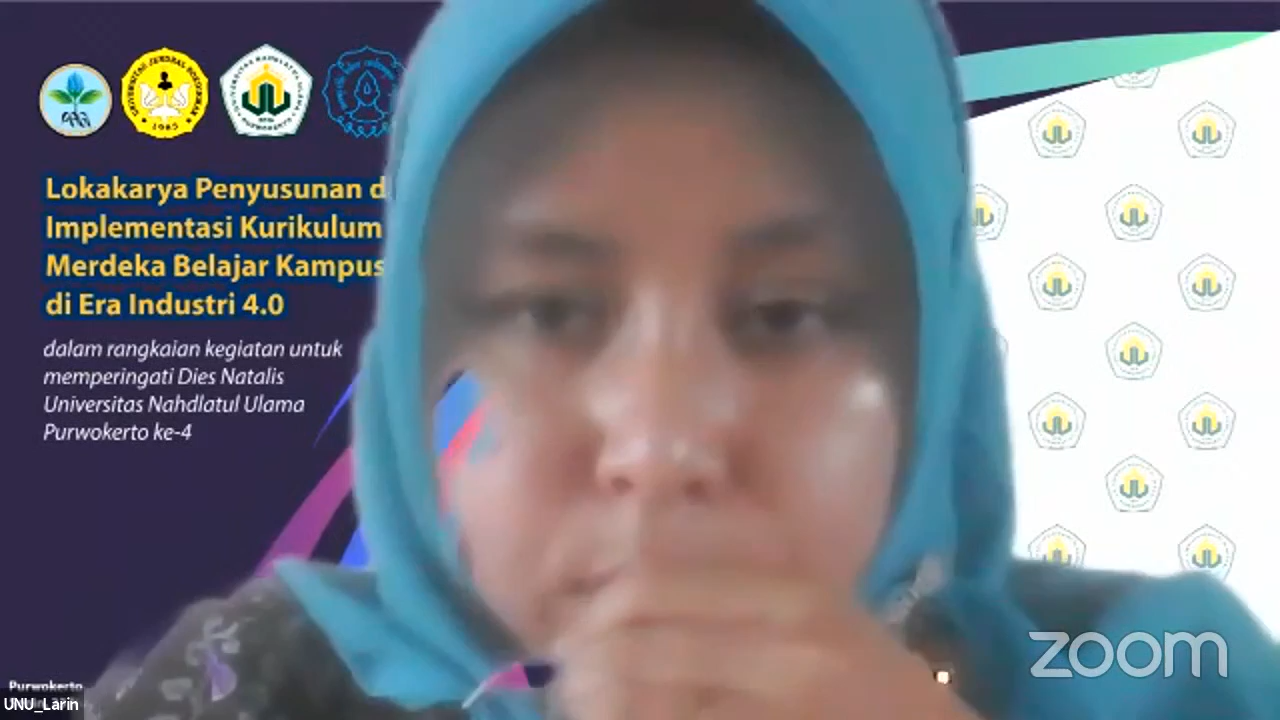 Lokakarya Penyusunan d
Implementasi Kurikulum
Merdeka Belajar Kampus
di Era Industri 4.0
dalam rangkaian kegiatan untuk
memperingati Dies Natalis
Universitas Nahdlatul Ulama
Purwokerto ke-4
zoom
Purwokerto
UNU_Larin